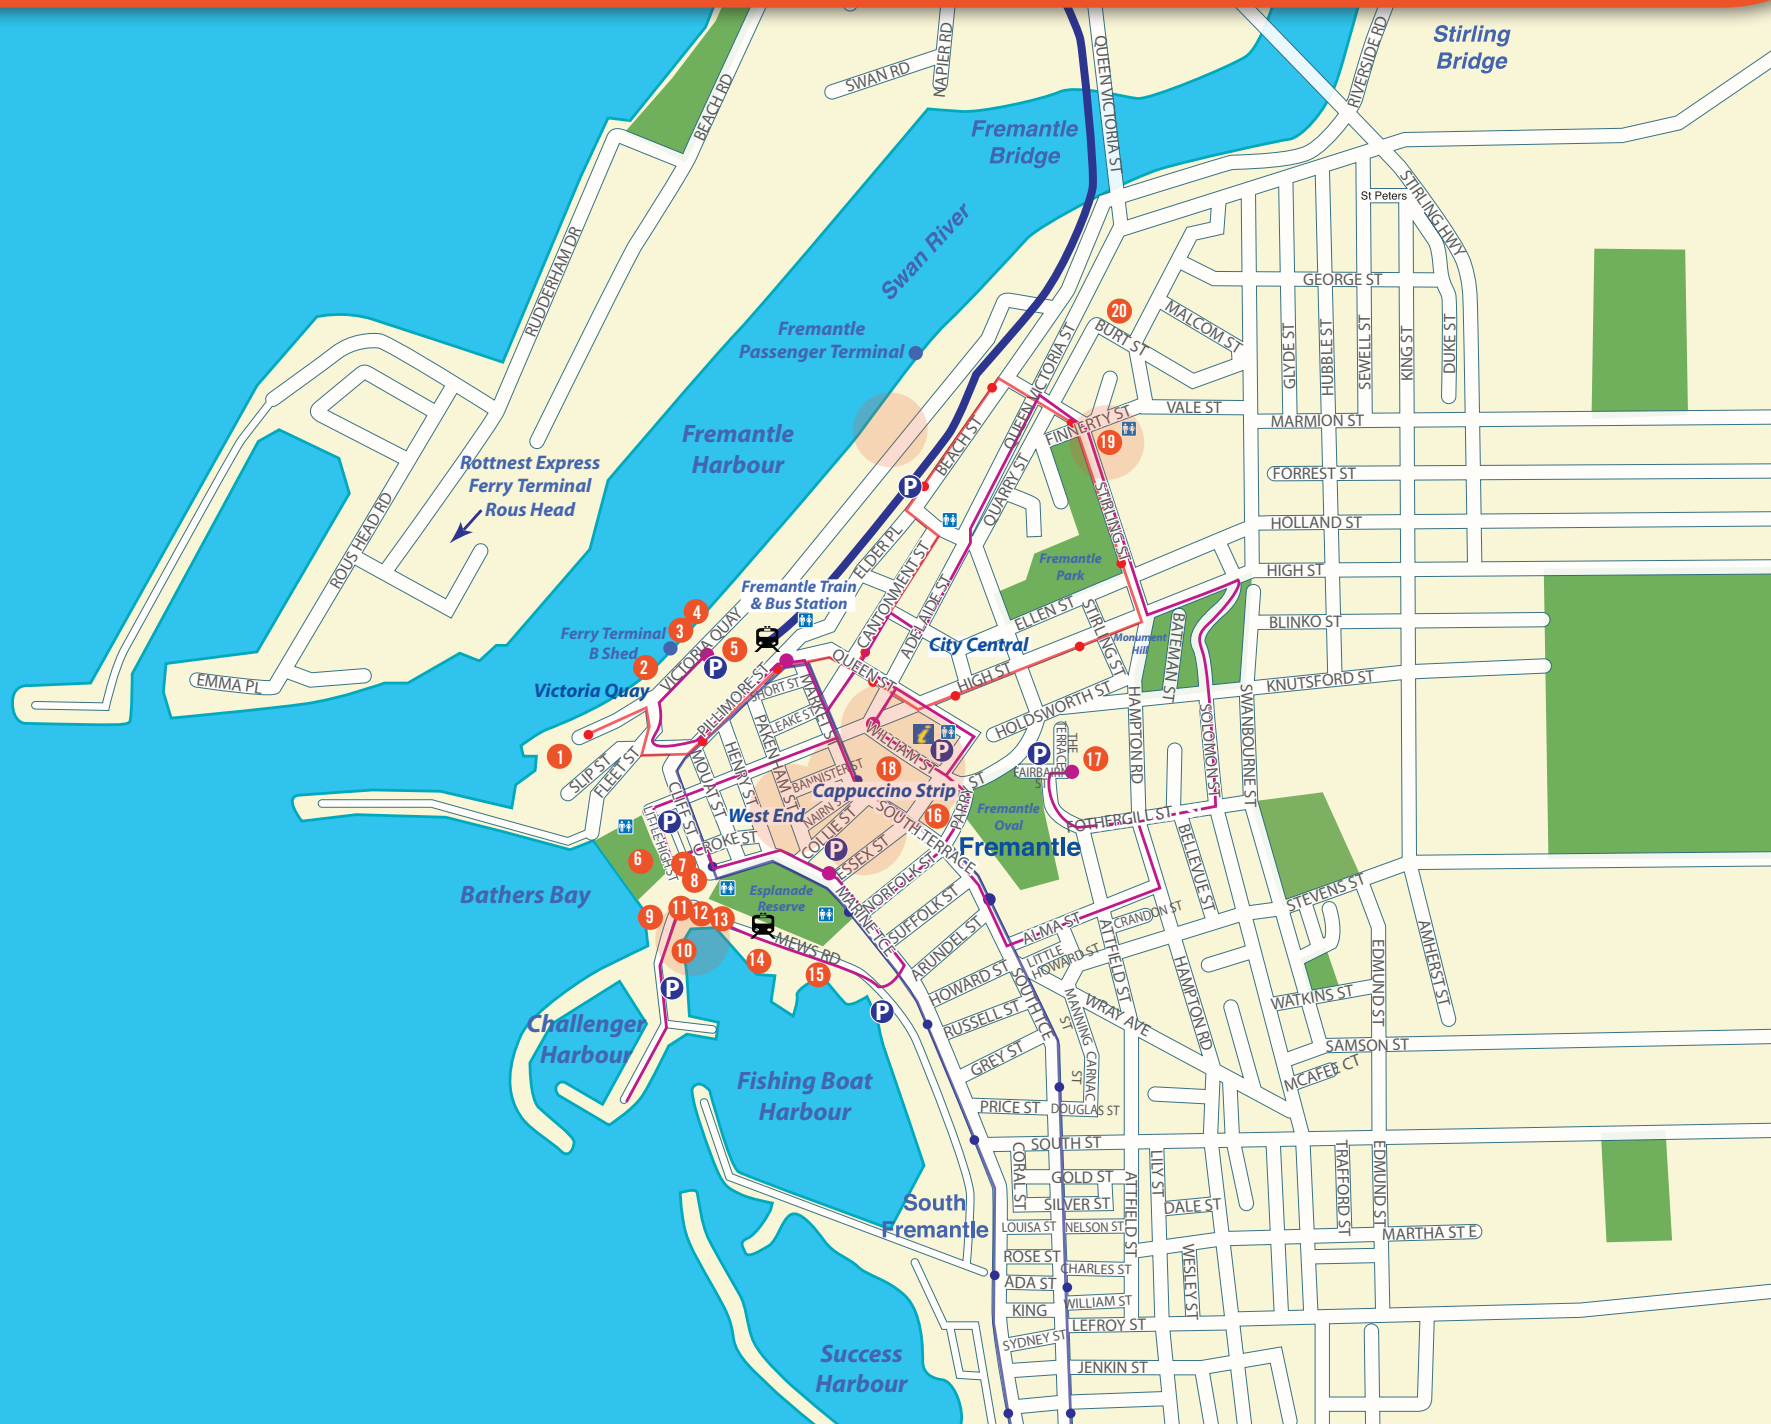 Stirling
Bridge
RIVERSIDE RD
QUEEN VICTORIA ST
NAPIER RD
SWAN RD
BEACH RD
Fremantle
Bridge
STIRLING HWY
St Peters
Swan River
RUDDERHAM DR
GEORGE ST
20
MALCOM ST
BURT ST
Fremantle
Passenger Terminal
QUEEN VICTORIA ST
GLYDE ST
HUBBLE ST
SEWELL ST
KING ST
DUKE ST
VALE ST
MARMION ST
FINNERTY ST
19
Fremantle
Harbour
BEACH ST
Rottnest Express
Ferry Terminal
Rous Head
P
QUARRY ST
STIRLING ST
FORREST ST
HOLLAND ST
ROUS HEAD RD
ELDER PL
CANTONMENT ST
ADELAIDE ST
Fremantle
Park
HIGH ST
Fremantle Train
& Bus Station
ELLEN ST
STIRLING ST
4
3
Ferry Terminal
B Shed
2
VICTORIA QUAY
5
P
City Central
Monument
Hill
BATEMAN ST
BLINKO ST
EMMA PL
Victoria Quay
PHILLIMORE ST
SHORT ST
MARKET ST
QUEEN ST
HIGH ST
HOLDSWORTH ST
KNUTSFORD ST
HAMPTON RD
SOLOMON ST
SWANBOURNE ST
LEAKE ST
PAKENHAM ST
HENRY ST
MOUAT ST
WILLIAM ST
i
P
P
THE
TERRACE
FAIRBAIRN
ST
17
1
SLIP ST
FLEET ST
BANNISTER ST
18
Cappuccino Strip
PARRY ST
CLIFF ST
West End
NAIRN ST
COLLIE ST
SOUTH TERRACE
16
Fremantle
Oval
FOTHERGILL ST
P
LITTLE HIGH ST
CROKE ST
P
ESSEX ST
Fremantle
BELLEVUE ST
6
7
8
Esplanade
Reserve
MARINE TCE
NORFOLK ST
SUFFOLK ST
STEVENS ST
Bathers Bay
9
11
12
13
MEWS RD
ARUNDEL ST
ALMA ST
CRANDON ST
ATTFIELD ST
10
14
15
LITTLE
HOWARD ST
HOWARD ST
SOUTH TCE
EDMUND ST
AMHERST ST
P
P
Challenger
Harbour
RUSSELL ST
MANNING
ST
WRAY AVE
HAMPTON RD
WATKINS ST
GREY ST
CARNAC
ST
SAMSON ST
MCAFEE CT
Fishing Boat
Harbour
PRICE ST
DOUGLAS ST
SOUTH ST
CORAL ST
GOLD ST
SILVER ST
ATTFIELD ST
LILY ST
DALE ST
TRAFFORD ST
EDMUND ST
South
Fremantle
LOUISA ST
NELSON ST
MARTHA ST E
ROSE ST
CHARLES ST
ADA ST
WESLEY ST
KING
WILLIAM ST
LEFROY ST
SYDNEY ST
Success
Harbour
JENKIN ST